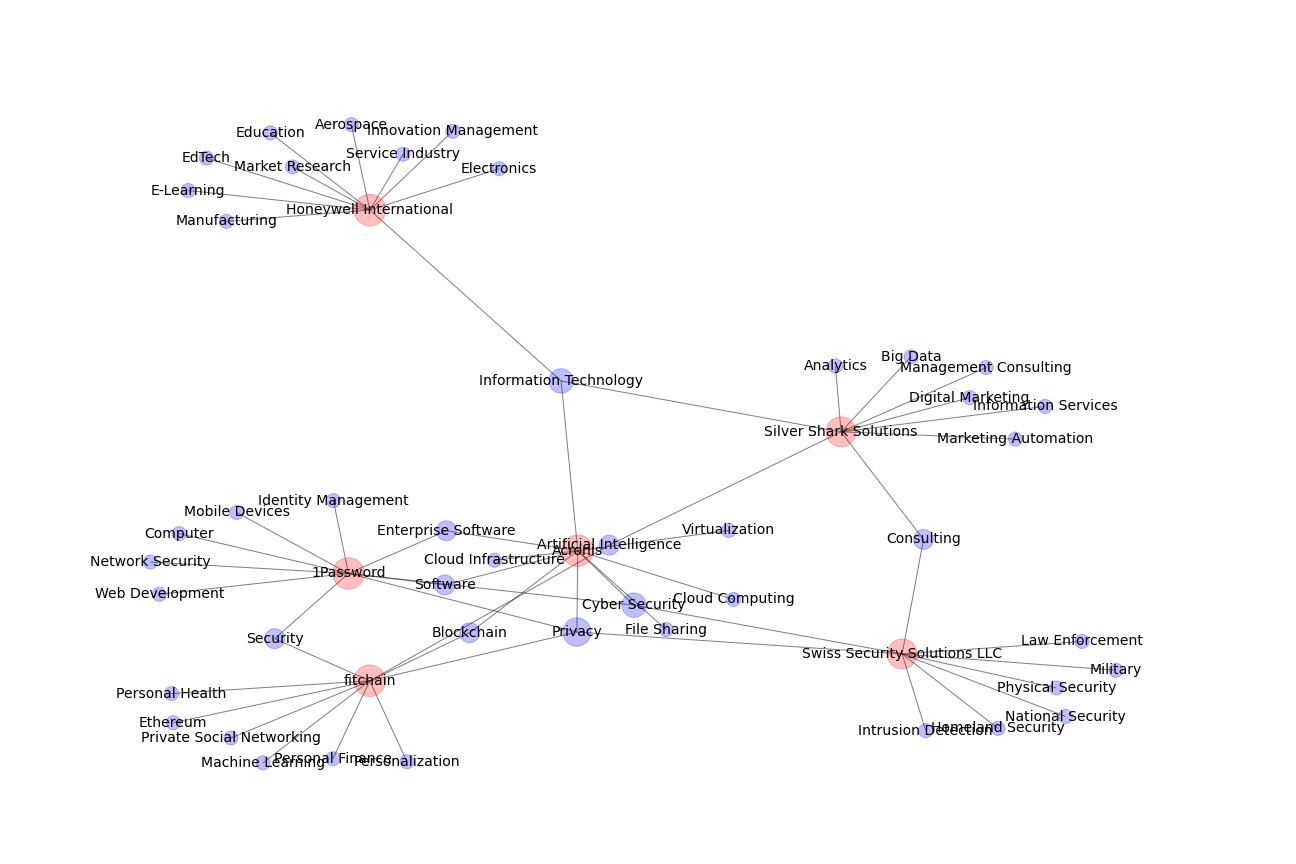 Aerospace
Innovation Management
Education
Service Industry
EdTech
Market Research
Electronics
E-Learning
Honeywell International
Manufacturing
Big Data
Analytics
Management Consulting
Information Technology
Digital Marketing
Information Services
Silver Shark Solutions
Marketing Automation
Identity Management
Mobile Devices
Computer
Enterprise Software
Virtualization
Consulting
Artificial Intelligence
Acronis
Cloud Infrastructure
Network Security
1Password
Software
Web Development
Cyber Security
Cloud Computing
File Sharing
Blockchain
Privacy
Security
Law Enforcement
Swiss Security Solutions LLC
Military
fitchain
Physical Security
Personal Health
National Security
Ethereum
Homeland Security
Intrusion Detection
Private Social Networking
Personal Finance
Personalization
Machine Learning